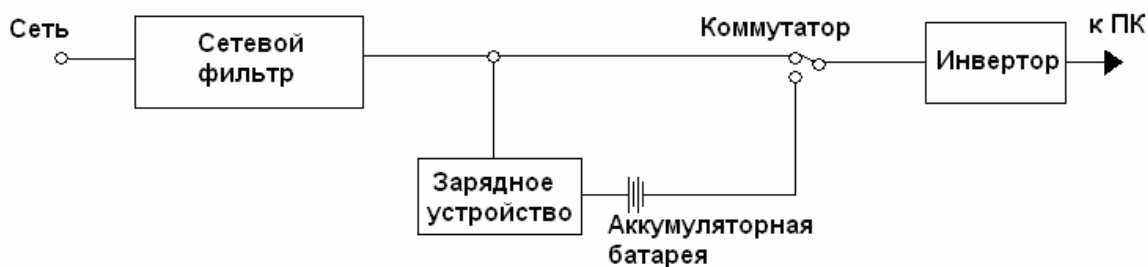 Сеть
Сетевой
фильтр
Коммутатор
Инвертор
к ПК
Зарядное
устройство
Аккумуляторная
батарея